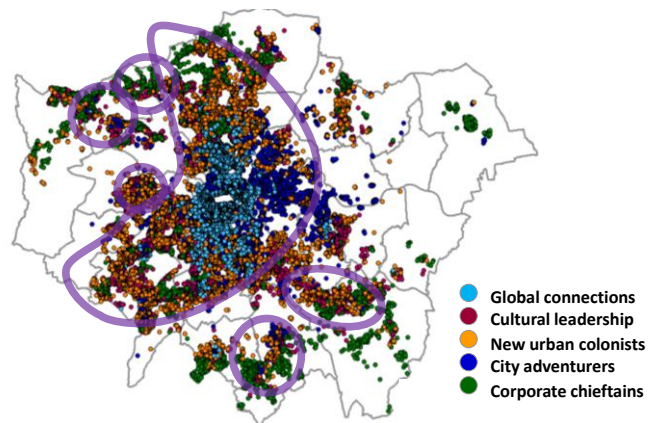 Global connections
Cultural leadership
New urban colonists
City adventurers
Corporate chieftains